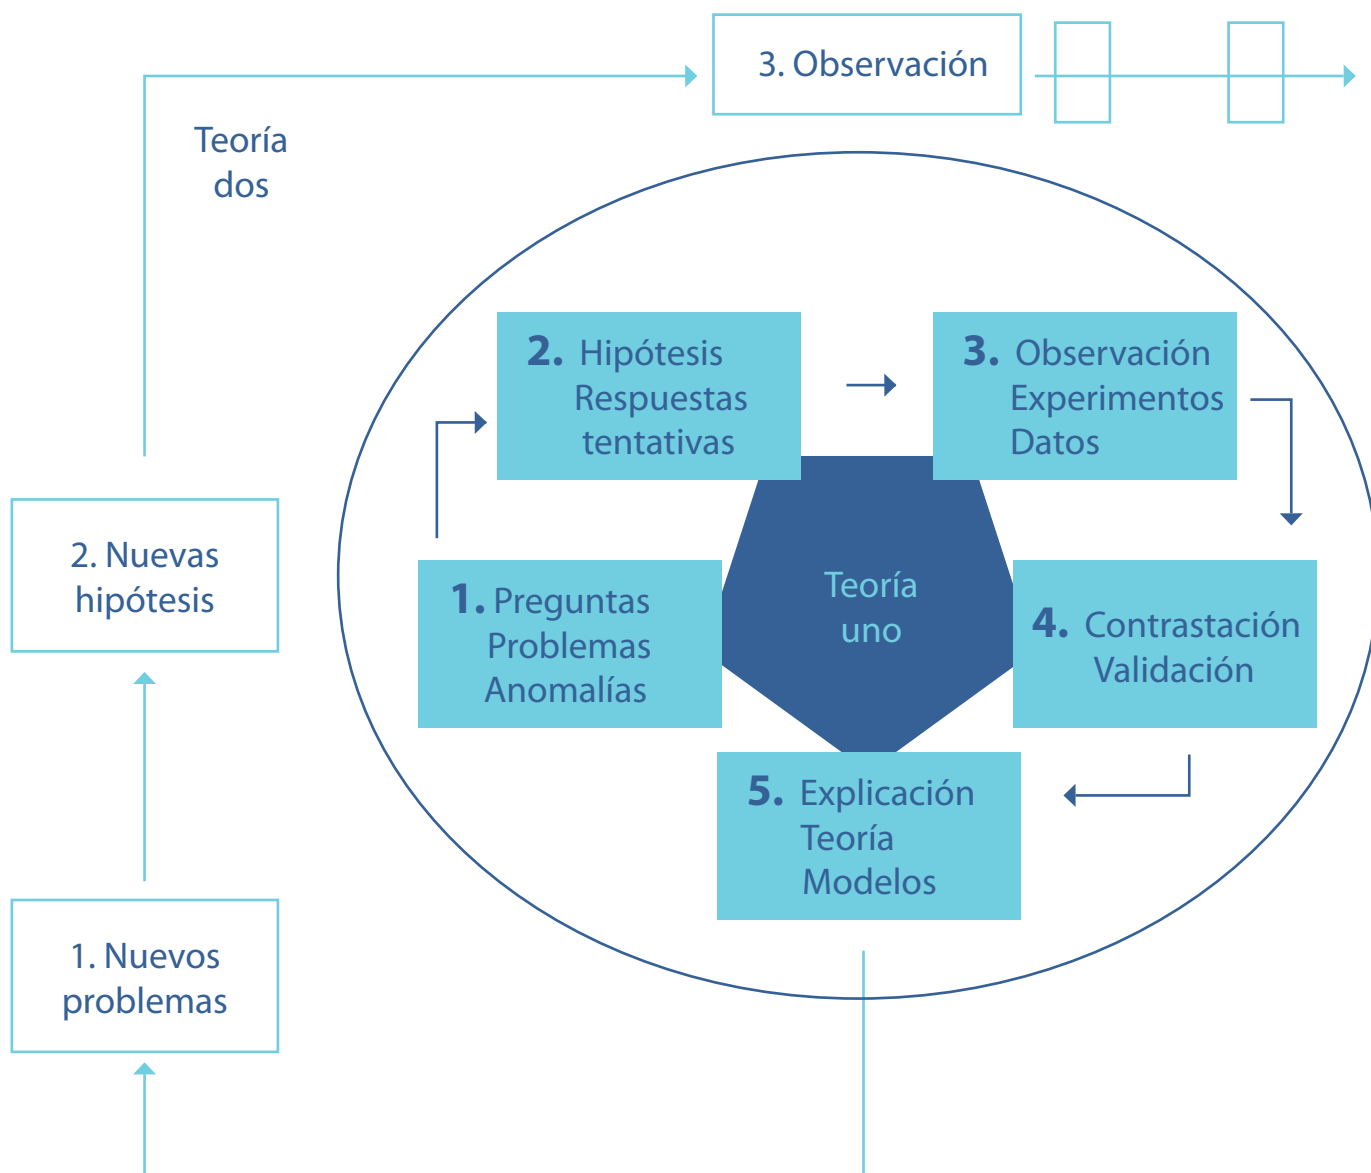 3. Observación
Teoría
dos
2. Hipótesis
Respuestas
tentativas
3. Observación
Experimentos
Datos
2. Nuevas
hipótesis
1. Preguntas
Problemas
Anomalías
Teoría
uno
4. Contrastación
Validación
5. Explicación
Teoría
Modelos
1. Nuevos
problemas